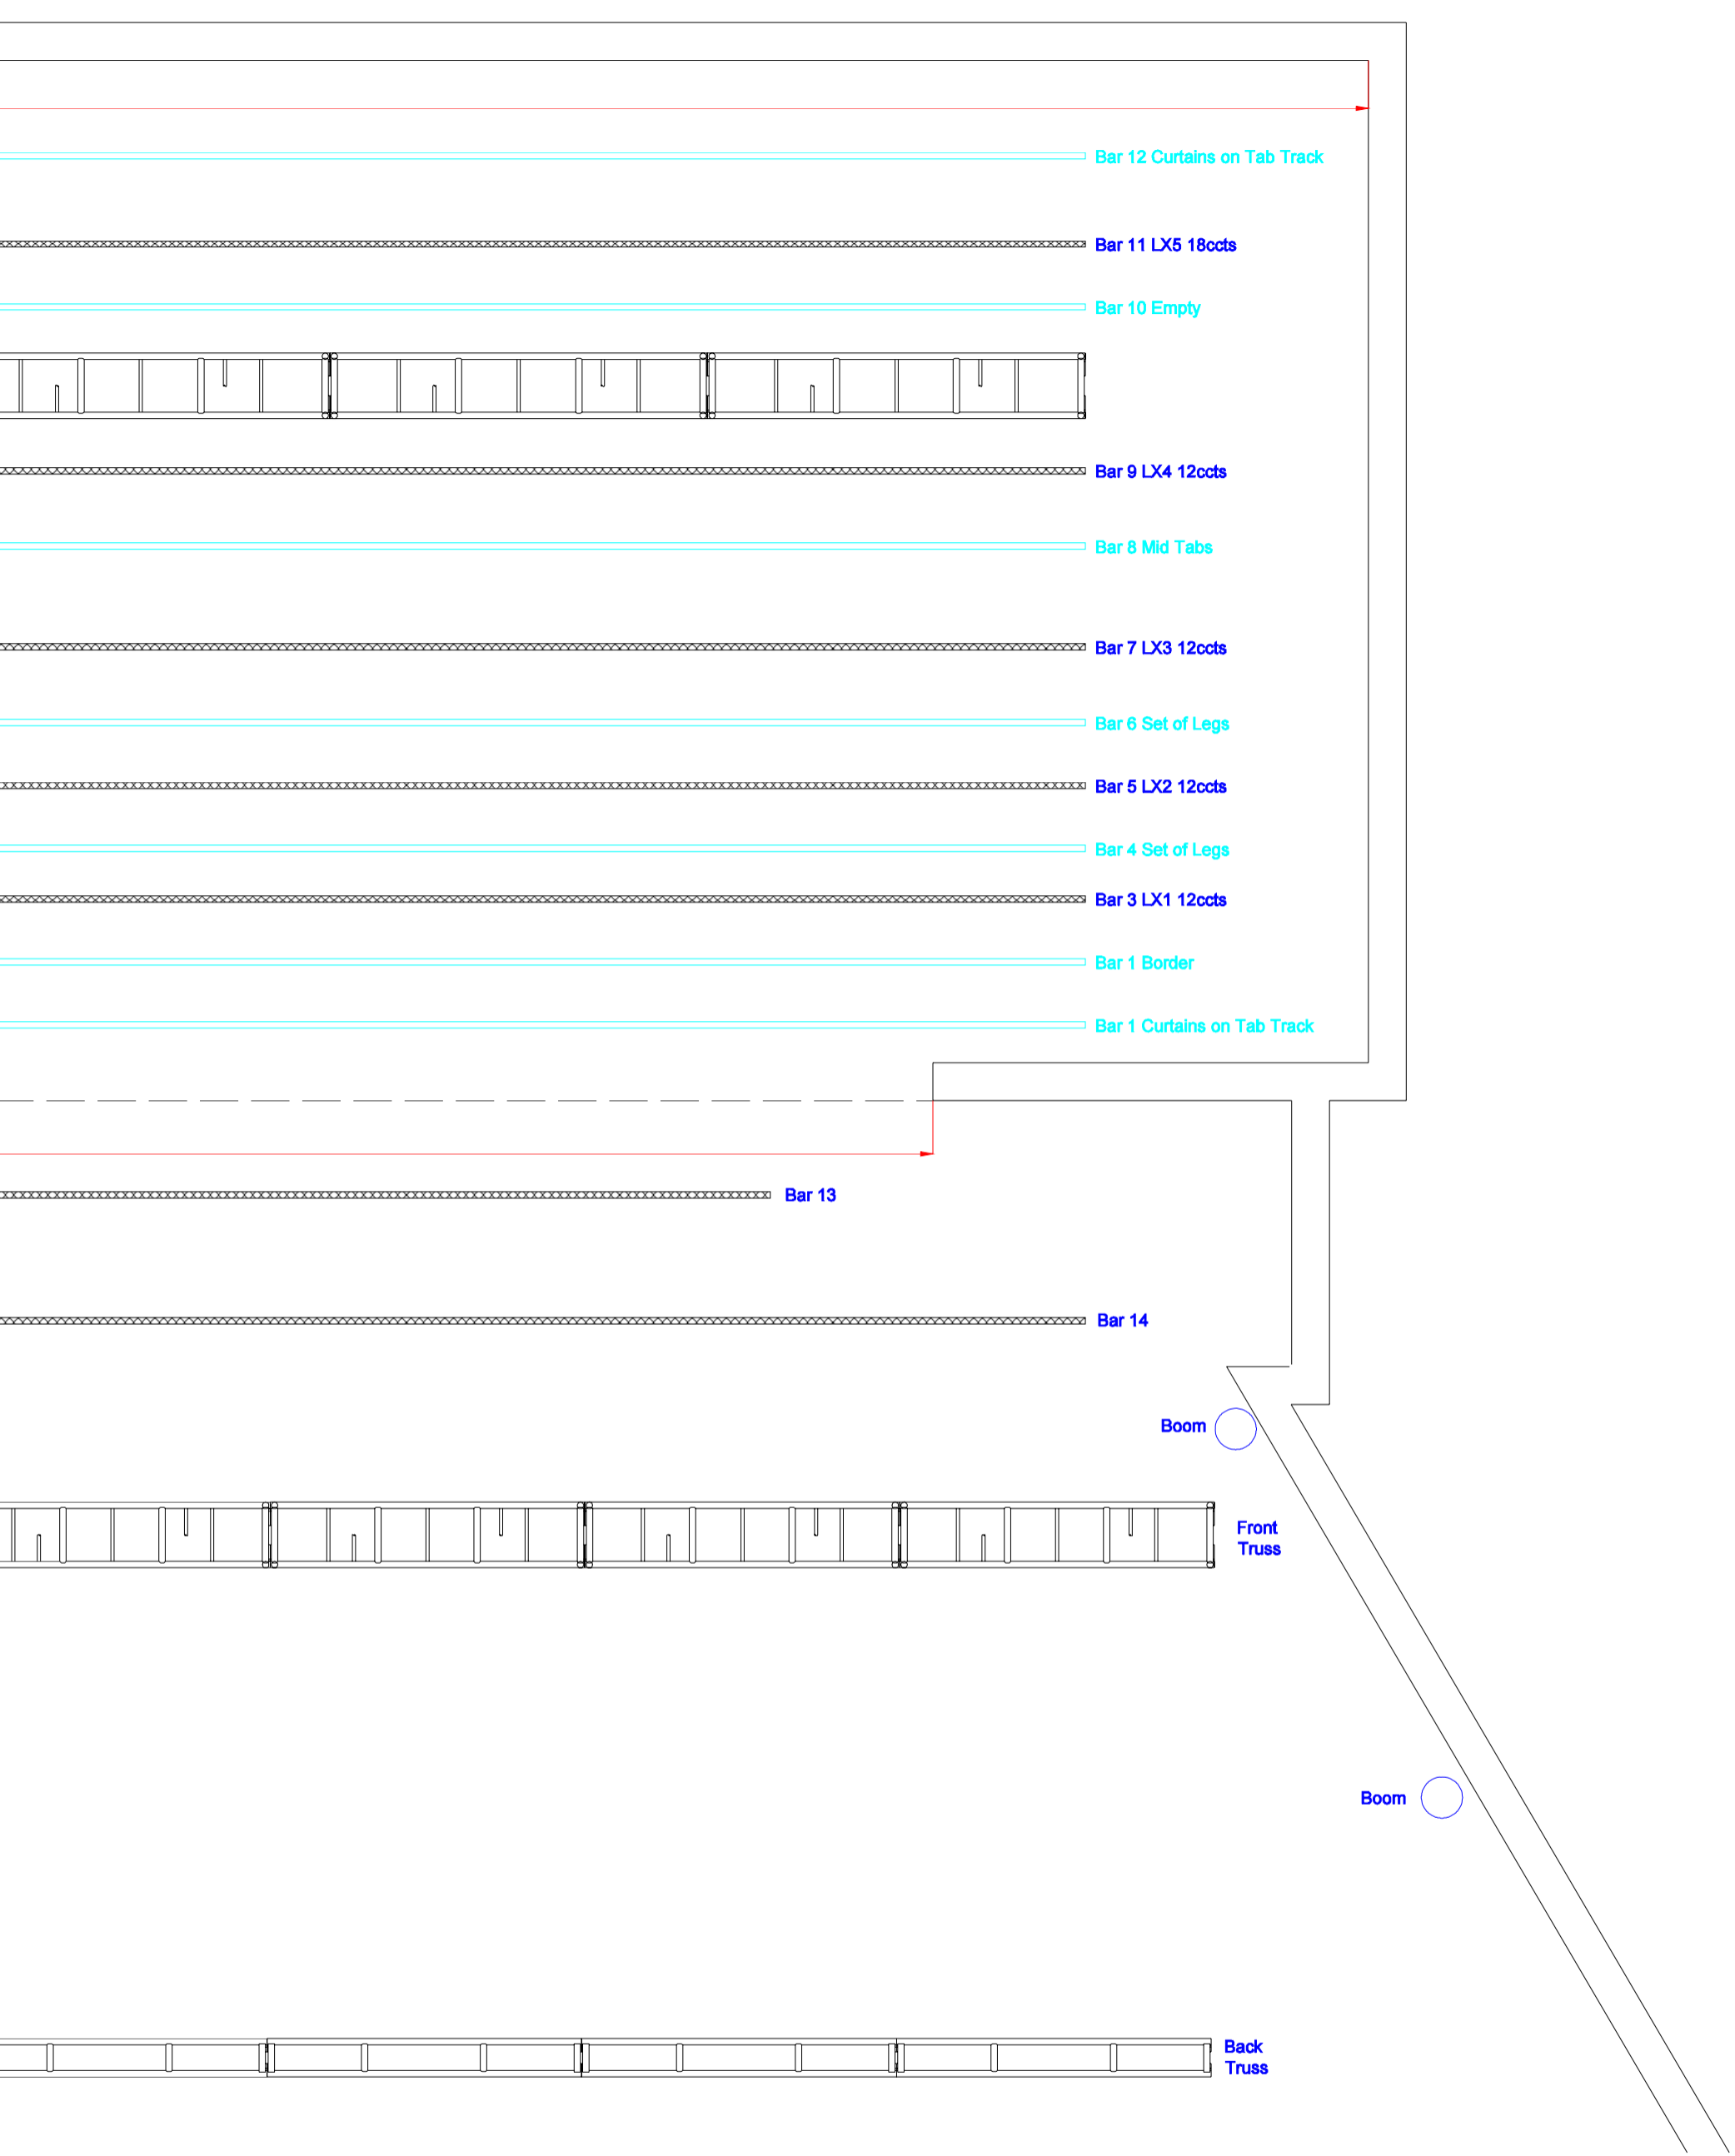 Bar 12 Curtains on Tab Track
Bar 11 LX5 18ccts
Bar 10 Empty
Bar 9 LX4 12ccts
Bar 8 Mid Tabs
Bar 7 LX3 12ccts
Bar 6 Set of Legs
Bar 5 LX2 12ccts
Bar 4 Set of Legs
Bar 3 LX1 12ccts
Bar 1 Border
Bar 1 Curtains on Tab Track
Bar 13
Bar 14
Boom
Front
Truss
Boom
Back
Truss